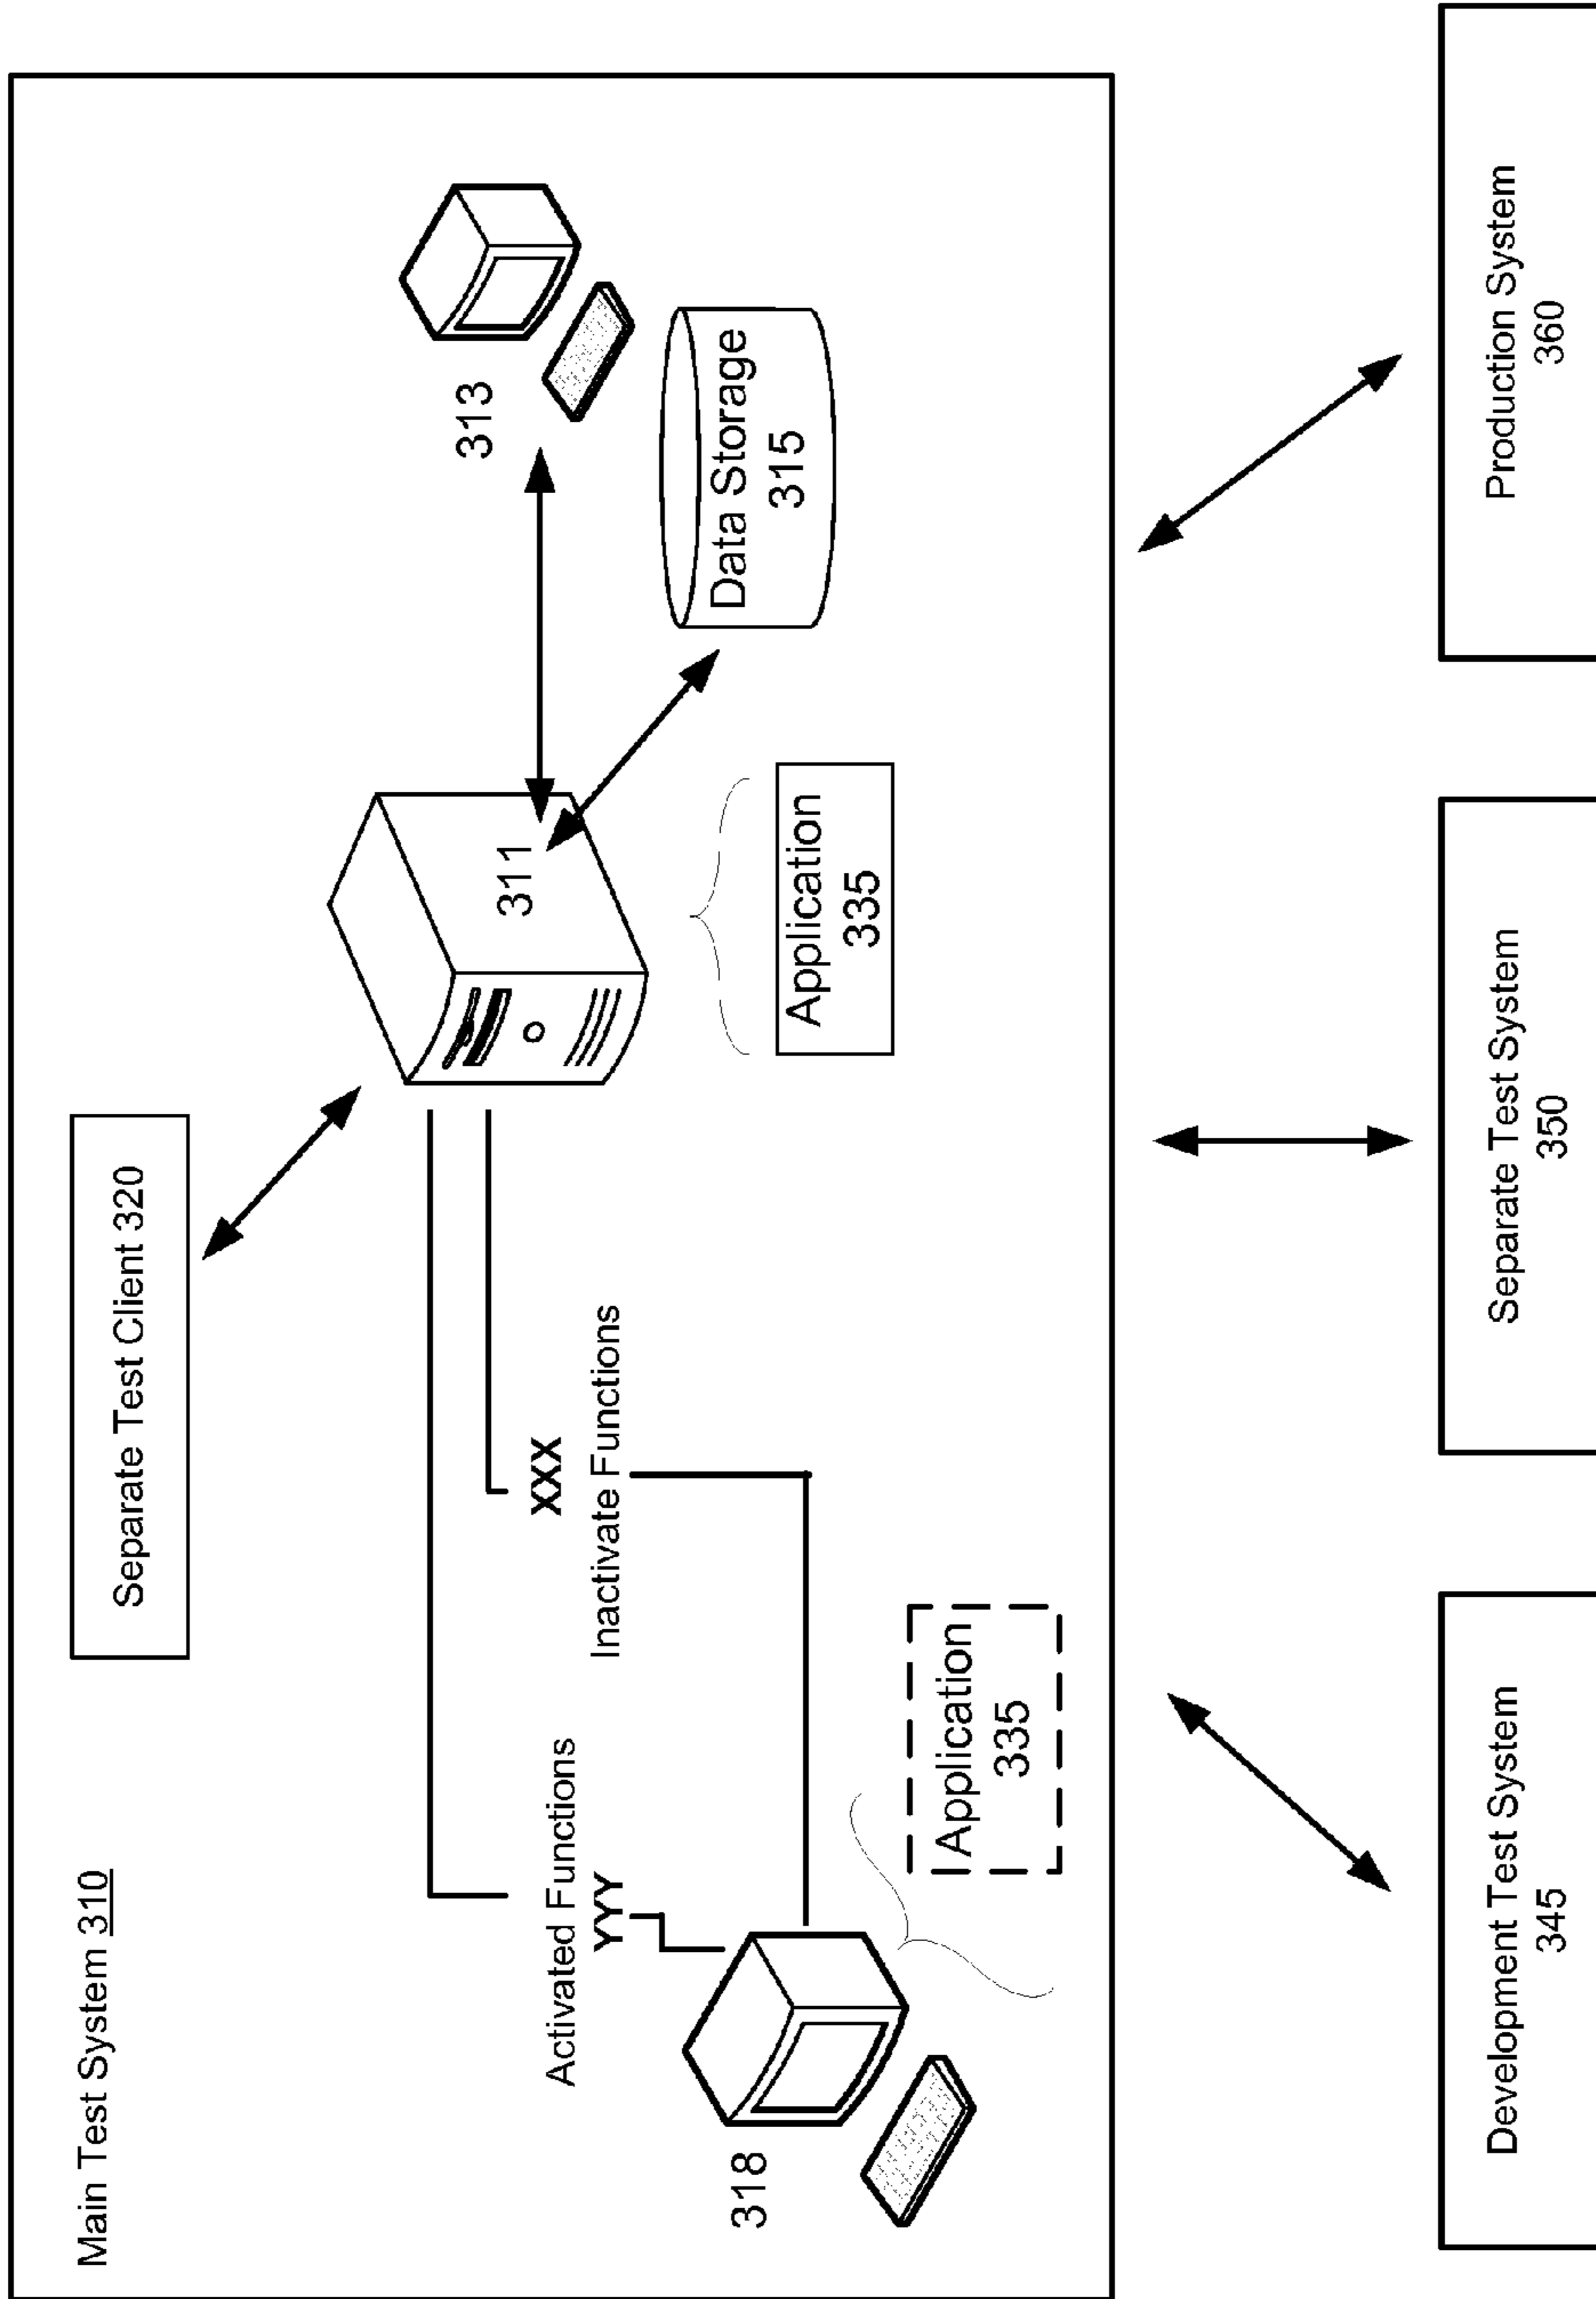 Main Test System 310
Separate Test Client 320
Activated Functions
YYY
XXX
Inactivate Functions
311
313
Data Storage
315
318
Application
335
Application
335
Development Test System
345
Separate Test System
350
Production System
360